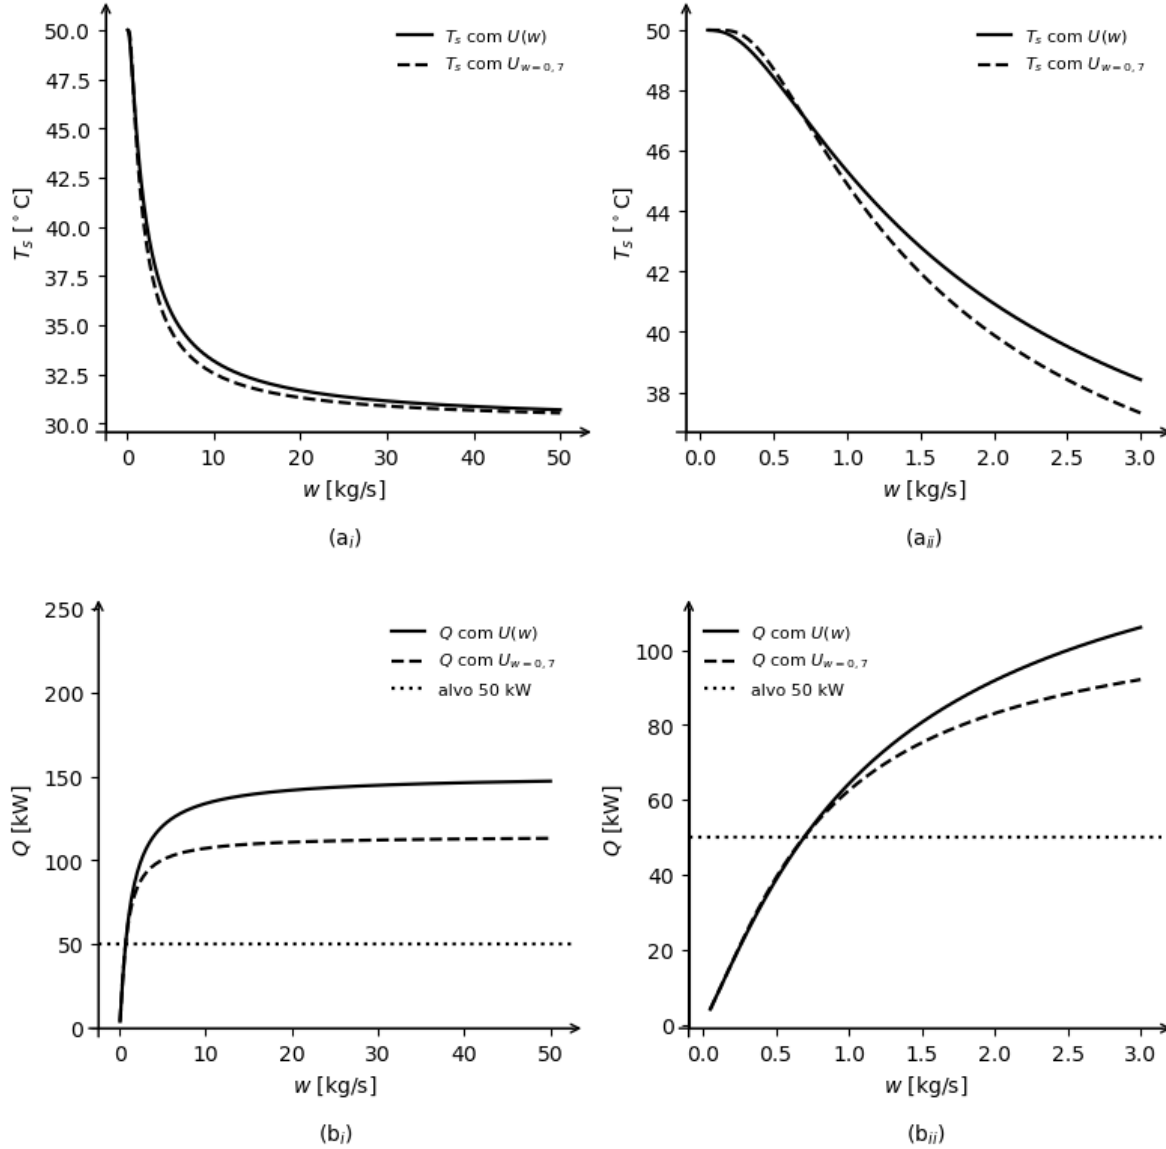 50.0
47.5
45.0
42.5
40.0
37.5
35.0
32.5
30.0
T_s [°C]
T_s com U(w)
T_s com U_{w=0,7}
0 10 20 30 40 50
w [kg/s]
(a_i)
50
48
46
44
42
40
38
T_s [°C]
T_s com U(w)
T_s com U_{w=0,7}
0.0 0.5 1.0 1.5 2.0 2.5 3.0
w [kg/s]
(a_{ii})
250
200
150
100
50
0
Q [kW]
Q com U(w)
Q com U_{w=0,7}
alvo 50 kW
0 10 20 30 40 50
w [kg/s]
(b_i)
100
80
60
40
20
0
Q [kW]
Q com U(w)
Q com U_{w=0,7}
alvo 50 kW
0.0 0.5 1.0 1.5 2.0 2.5 3.0
w [kg/s]
(b_{ii})